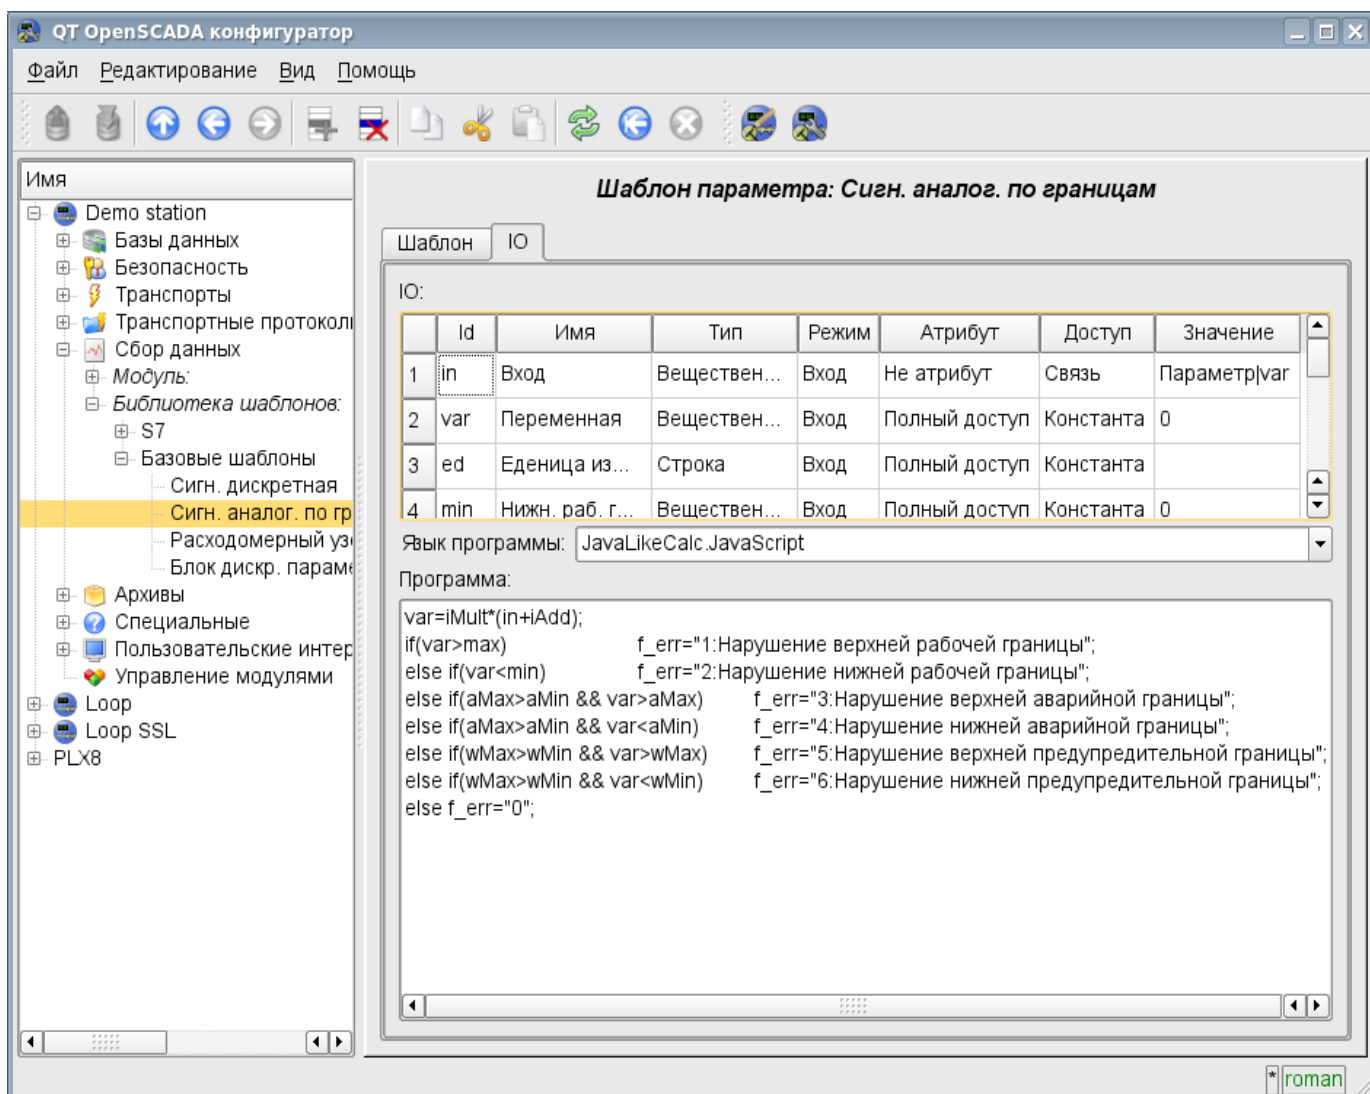 QT OpenSCADA конфигуратор
Файл Редактирование Вид Помощь
Имя
Demo station
Базы данных
Безопасность
Транспорты
Транспортные протокол
Сбор данных
Модуль:
Библиотека шаблонов:
S7
Базовые шаблоны
Сигн. дискретная
Сигн. аналог. по гр
Расходомерный уз
Блок дискр. парам
Архивы
Специальные
Пользовательские интер
Управление модулями
Loop
Loop SSL
PLX8
Шаблон параметра: Сигн. аналог. по границам
Шаблон IO
IO:
Id Имя Тип Режим Атрибут Доступ Значение
1 in Вход Веществен... Вход Не атрибут Связь Параметр|var
2 var Переменная Веществен... Вход Полный доступ Константа 0
3 ed Еденица из... Строка Вход Полный доступ Константа
4 min Нижн. раб. г... Веществен... Вход Полный доступ Константа 0
Язык программы: JavaLikeCalc.JavaScript
Программа:
var=iMult*(in+iAdd);
if(var>max) f_err="1:Нарушение верхней рабочей границы";
else if(var<min) f_err="2:Нарушение нижней рабочей границы";
else if(aMax>aMin && var>aMax) f_err="3:Нарушение верхней аварийной границы";
else if(aMax>aMin && var<aMin) f_err="4:Нарушение нижней аварийной границы";
else if(wMax>wMin && var>wMax) f_err="5:Нарушение верхней предупредительной границы";
else if(wMax>wMin && var<wMin) f_err="6:Нарушение нижней предупредительной границы";
else f_err="0";
* roman